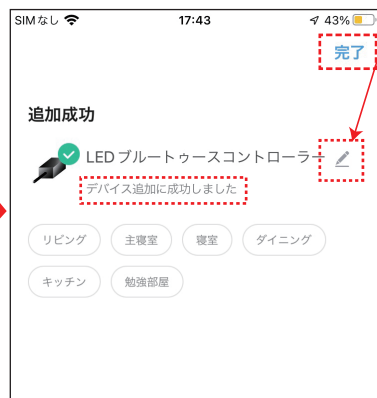 SIMなし 17:43 43%
完了
追加成功
LEDブルートゥースコントローラー
デバイス追加に成功しました
リビング 主寝室 寝室 ダイニング
キッチン 勉強部屋